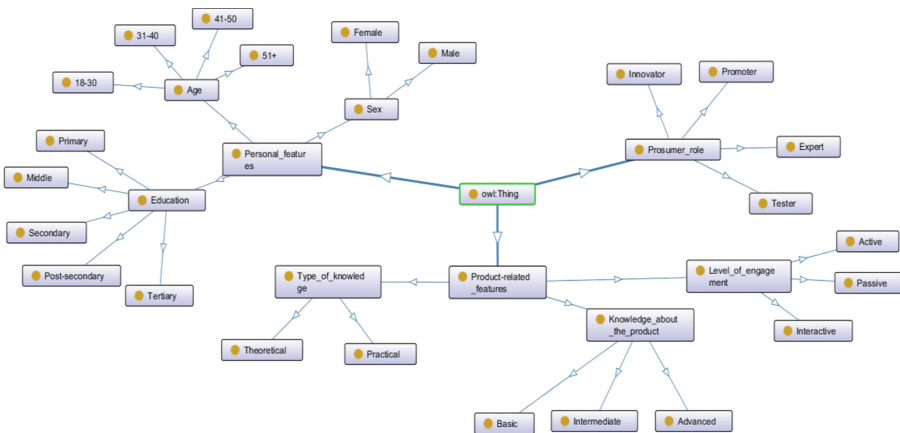 41-50
31-40
51+
18-30
Age
Female
Male
Sex
Innovator
Promoter
Primary
Personal_featur
es
Prosumer_role
Expert
Middle
Education
owl:Thing
Tester
Secondary
Post-secondary
Tertiary
Type_of_knowled
ge
Product-related
_features
Level_of_engage
ment
Active
Passive
Interactive
Knowledge_about
_the_product
Theoretical
Practical
Basic
Intermediate
Advanced